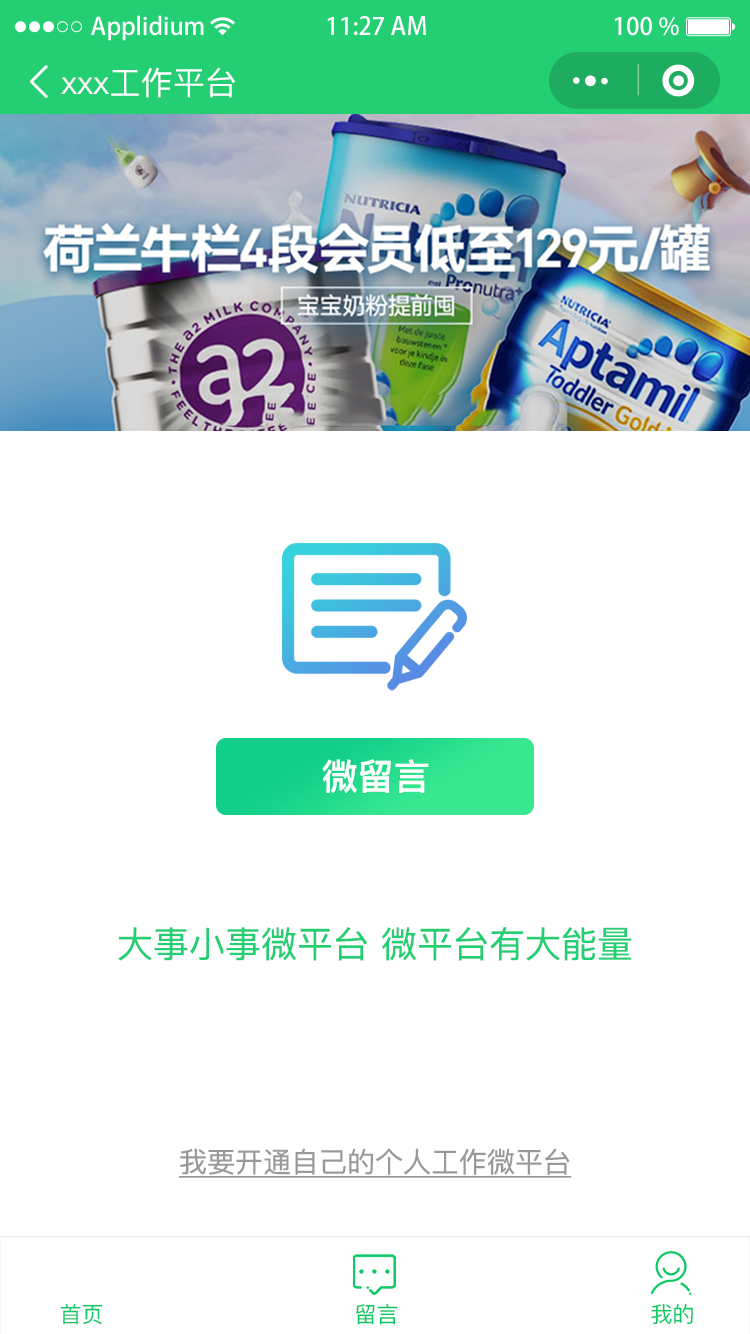 Applidium 11:27 AM 100 %
xxx工作平台
荷兰牛栏4段会员低至129元/罐
宝宝奶粉提前囤
NUTRICIA
Pronutra+
Met de juiste
bouwstenen
voor je kindje in
deze fase
THE a2 MILK COMPANY
a2
NUTRICIA
Aptamil
Toddler Gold+
微留言
大事小事微平台 微平台有大能量
我要开通自己的个人工作微平台
首页 留言 我的